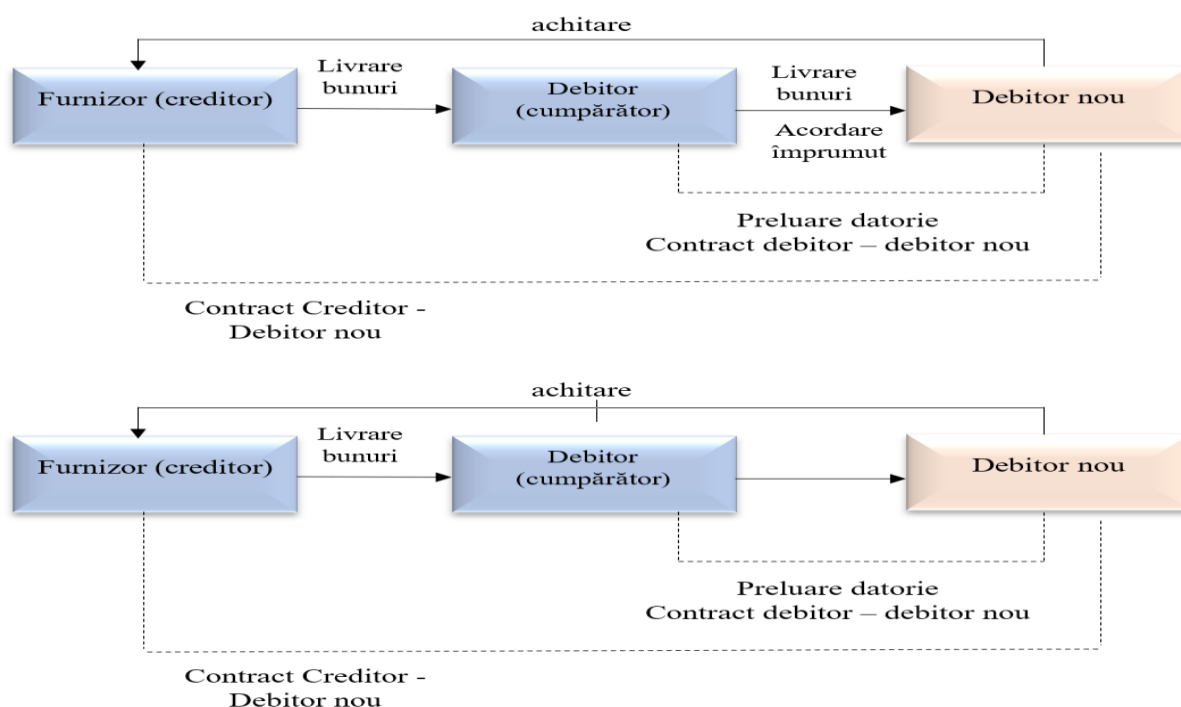 achitare
Furnizor (creditor)
Livrare
bunuri
Debitor
(cumpărător)
Livrare
bunuri
Acordare
împrumut
Debitor nou
Preluare datorie
Contract debitor – debitor nou
Contract Creditor -
Debitor nou
achitare
Furnizor (creditor)
Livrare
bunuri
Debitor
(cumpărător)
Debitor nou
Preluare datorie
Contract debitor – debitor nou
Contract Creditor -
Debitor nou